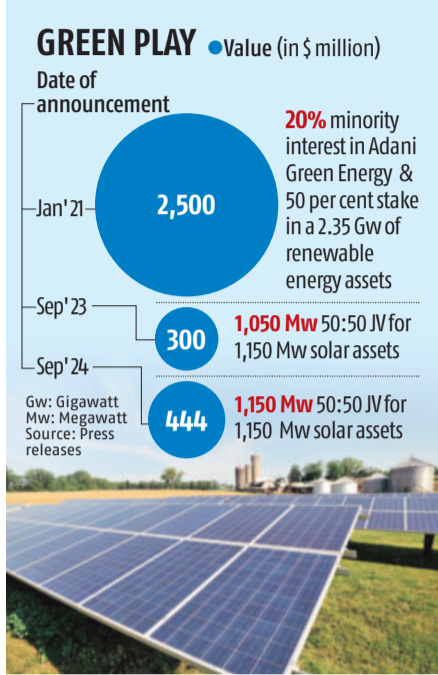 GREEN PLAY
Value (in $ million)
Date of
announcement
Jan'21
2,500
20% minority
interest in Adani
Green Energy &
50 per cent stake
in a 2.35 Gw of
renewable
energy assets
Sep'23
300
1,050 Mw 50:50 JV for
1,150 Mw solar assets
Sep'24
444
1,150 Mw 50:50 JV for
1,150 Mw solar assets
Gw: Gigawatt
Mw: Megawatt
Source: Press
releases